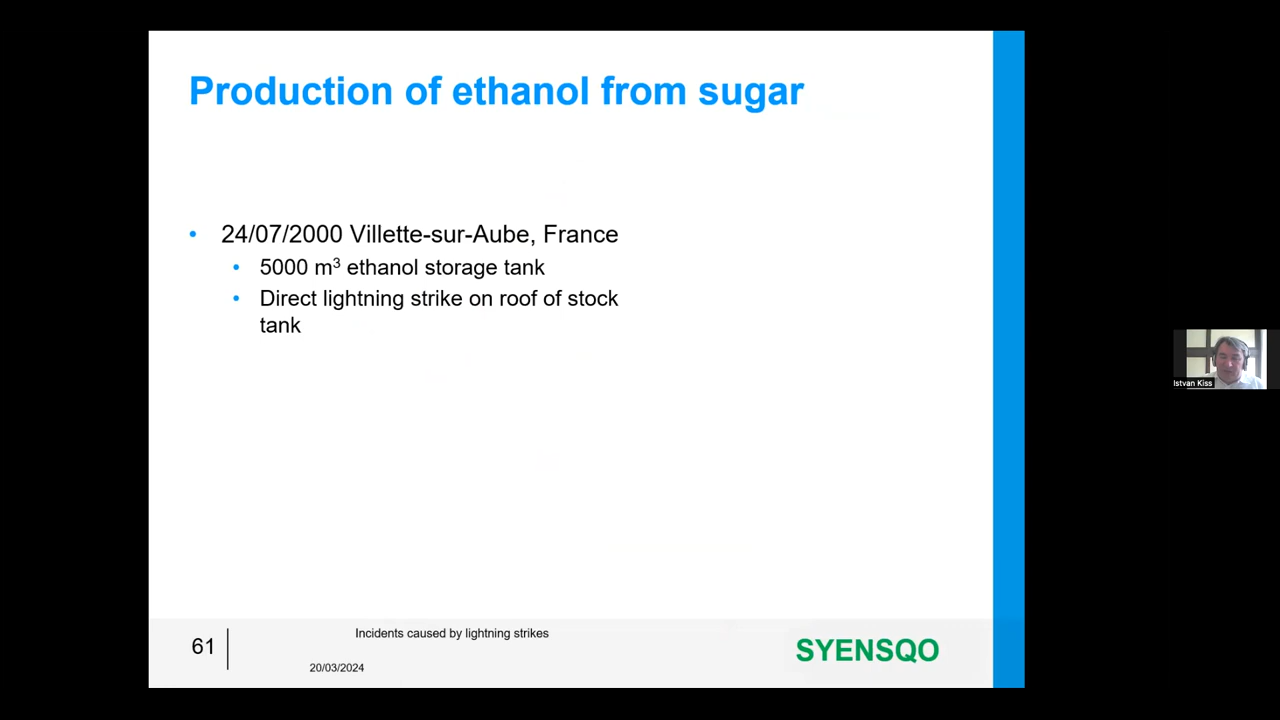 Production of ethanol from sugar
• 24/07/2000 Villette-sur-Aube, France
• 5000 m³ ethanol storage tank
• Direct lightning strike on roof of stock
tank
Istvan Kiss
61
Incidents caused by lightning strikes
20/03/2024
SYENSQO